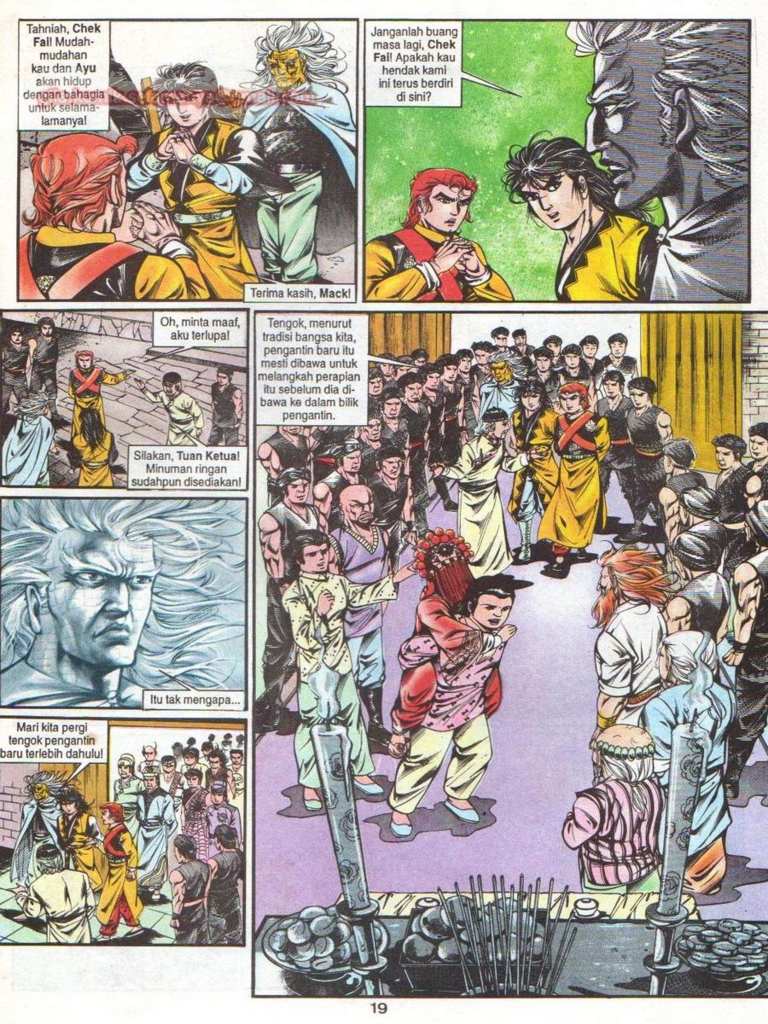 Tahniah, Chek
Fai! Mudah-
mudahan
kau dan Ayu
akan hidup
dengan bahagia
untuk selama-
lamanya!
Terima kasih, Mack!
Janganlah buang
masa lagi, Chek
Fai! Apakah kau
hendak kami
ini terus berdiri
di sini?
Oh, minta maaf,
aku terlupa!
Silakan, Tuan Ketua!
Minuman ringan
sudahpun disediakan!
Itu tak mengapa...
Mari kita pergi
tengok pengantin
baru terlebih dahulu!
Tengok, menurut
tradisi bangsa kami,
pengantin baru itu
mesti dibawa untuk
melangkah perapian
itu sebelum dia di-
bawa ke dalam bilik
pengantin.
19